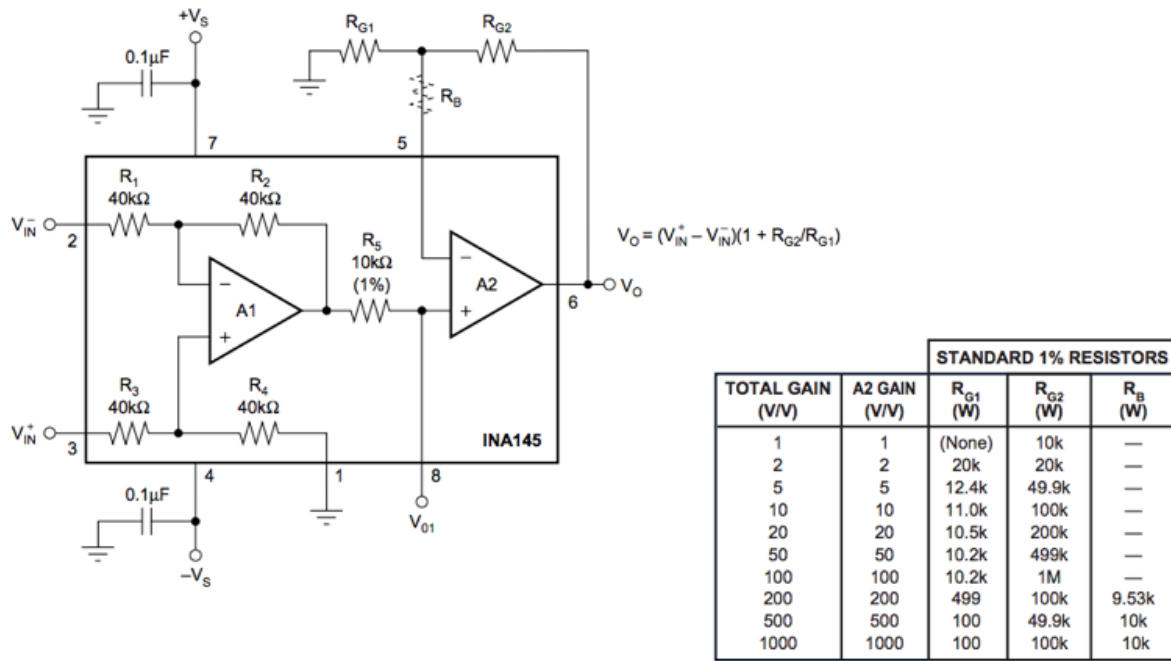 +Vs
0.1µF
7
RG1
RG2
RB
5
R1
40kΩ
R2
40kΩ
V−IN
2
A1
−
+
R5
10kΩ
(1%)
−
+
A2
6
VO
VO = (V+IN – V−IN)(1 + RG2/RG1)
R3
40kΩ
R4
40kΩ
V+IN
3
INA145
4
1
8
0.1µF
V01
–VS
STANDARD 1% RESISTORS
TOTAL GAIN (V/V) A2 GAIN (V/V) RG1 (W) RG2 (W) RB (W)
1 1 (None) 10k —
2 2 20k 20k —
5 5 12.4k 49.9k —
10 10 11.0k 100k —
20 20 10.5k 200k —
50 50 10.2k 499k —
100 100 10.2k 1M —
200 200 499 100k 9.53k
500 500 100 49.9k 10k
1000 1000 100 100k 10k